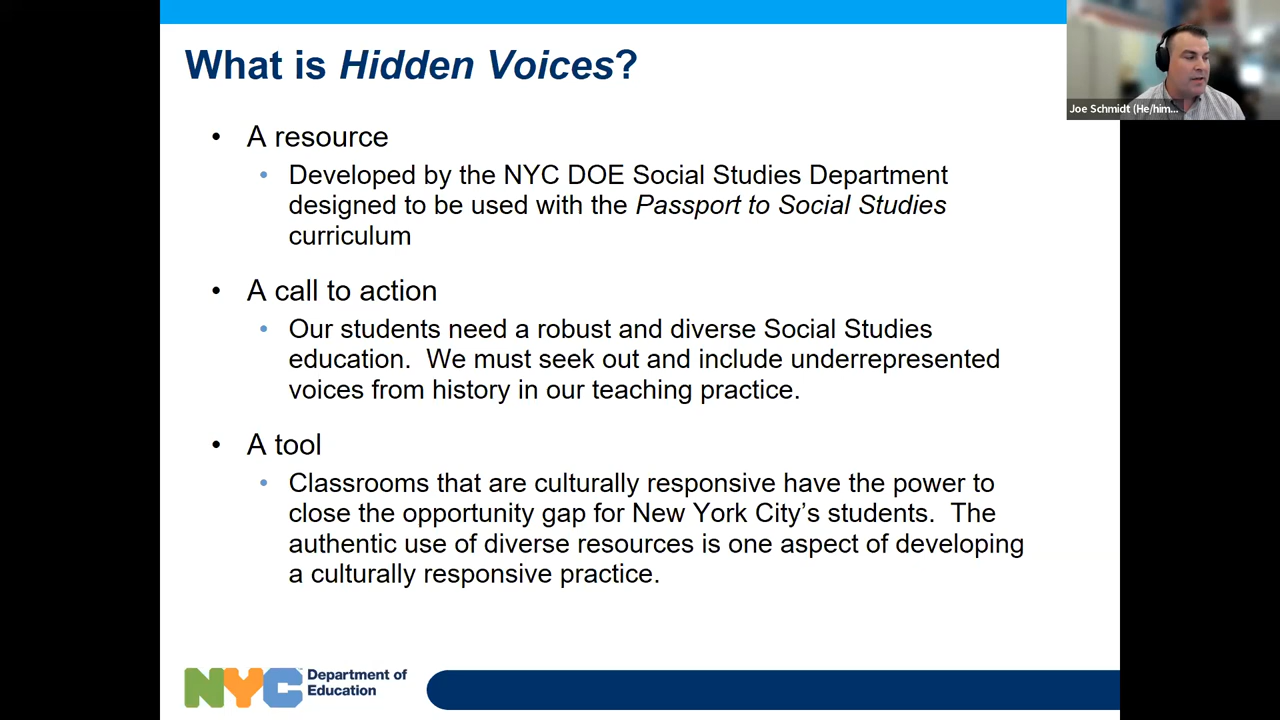 What is Hidden Voices?
Joe Schmidt (He/him...
• A resource
• Developed by the NYC DOE Social Studies Department
designed to be used with the Passport to Social Studies
curriculum
• A call to action
• Our students need a robust and diverse Social Studies
education.  We must seek out and include underrepresented
voices from history in our teaching practice.
• A tool
• Classrooms that are culturally responsive have the power to
close the opportunity gap for New York City’s students.  The
authentic use of diverse resources is one aspect of developing
a culturally responsive practice.
NYC Department of
Education